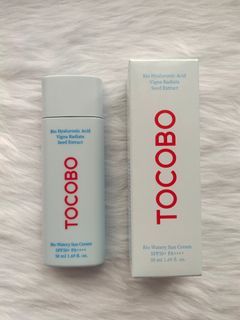 Bio Hyaluronic Acid
Vigna Radiata
Seed Extract
TOCOBO
Bio Watery Sun Cream
SPF50+ PA++++
50 ml 1.69 fl. oz.
Bio Hyaluronic Acid
Vigna Radiata
Seed Extract
TOCOBO
Bio Watery Sun Cream
SPF50+ PA++++
50 ml 1.69 fl. oz.